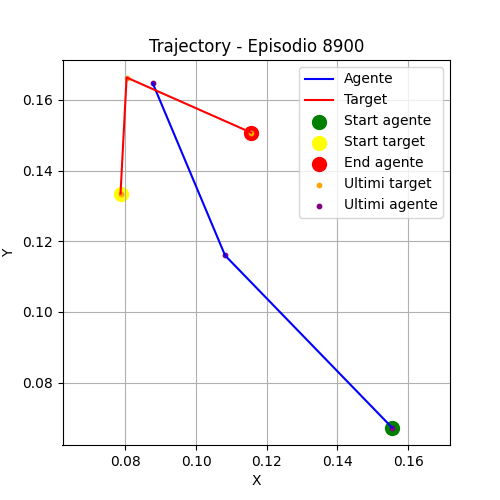 Trajectory - Episodio 8900
Agente
Target
Start agente
Start target
End agente
Ultimi target
Ultimi agente
0.16
0.14
0.12
0.10
0.08
Y
0.08
0.10
0.12
0.14
0.16
X